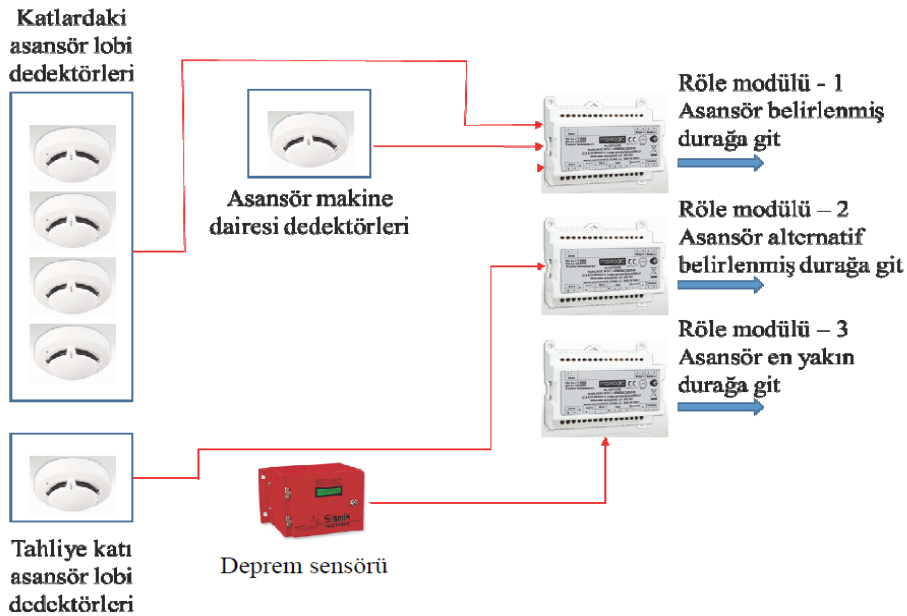 Katlardaki
asansör lobi
dedektörleri
Asansör makine
dairesi dedektörleri
Röle modülü - 1
Asansör belirlenmiş
durağa git
Röle modülü – 2
Asansör alternatif
belirlenmiş durağa git
Röle modülü – 3
Asansör en yakın
durağa git
Tahliye katı
asansör lobi
dedektörleri
Sismik
Deprem sensörü